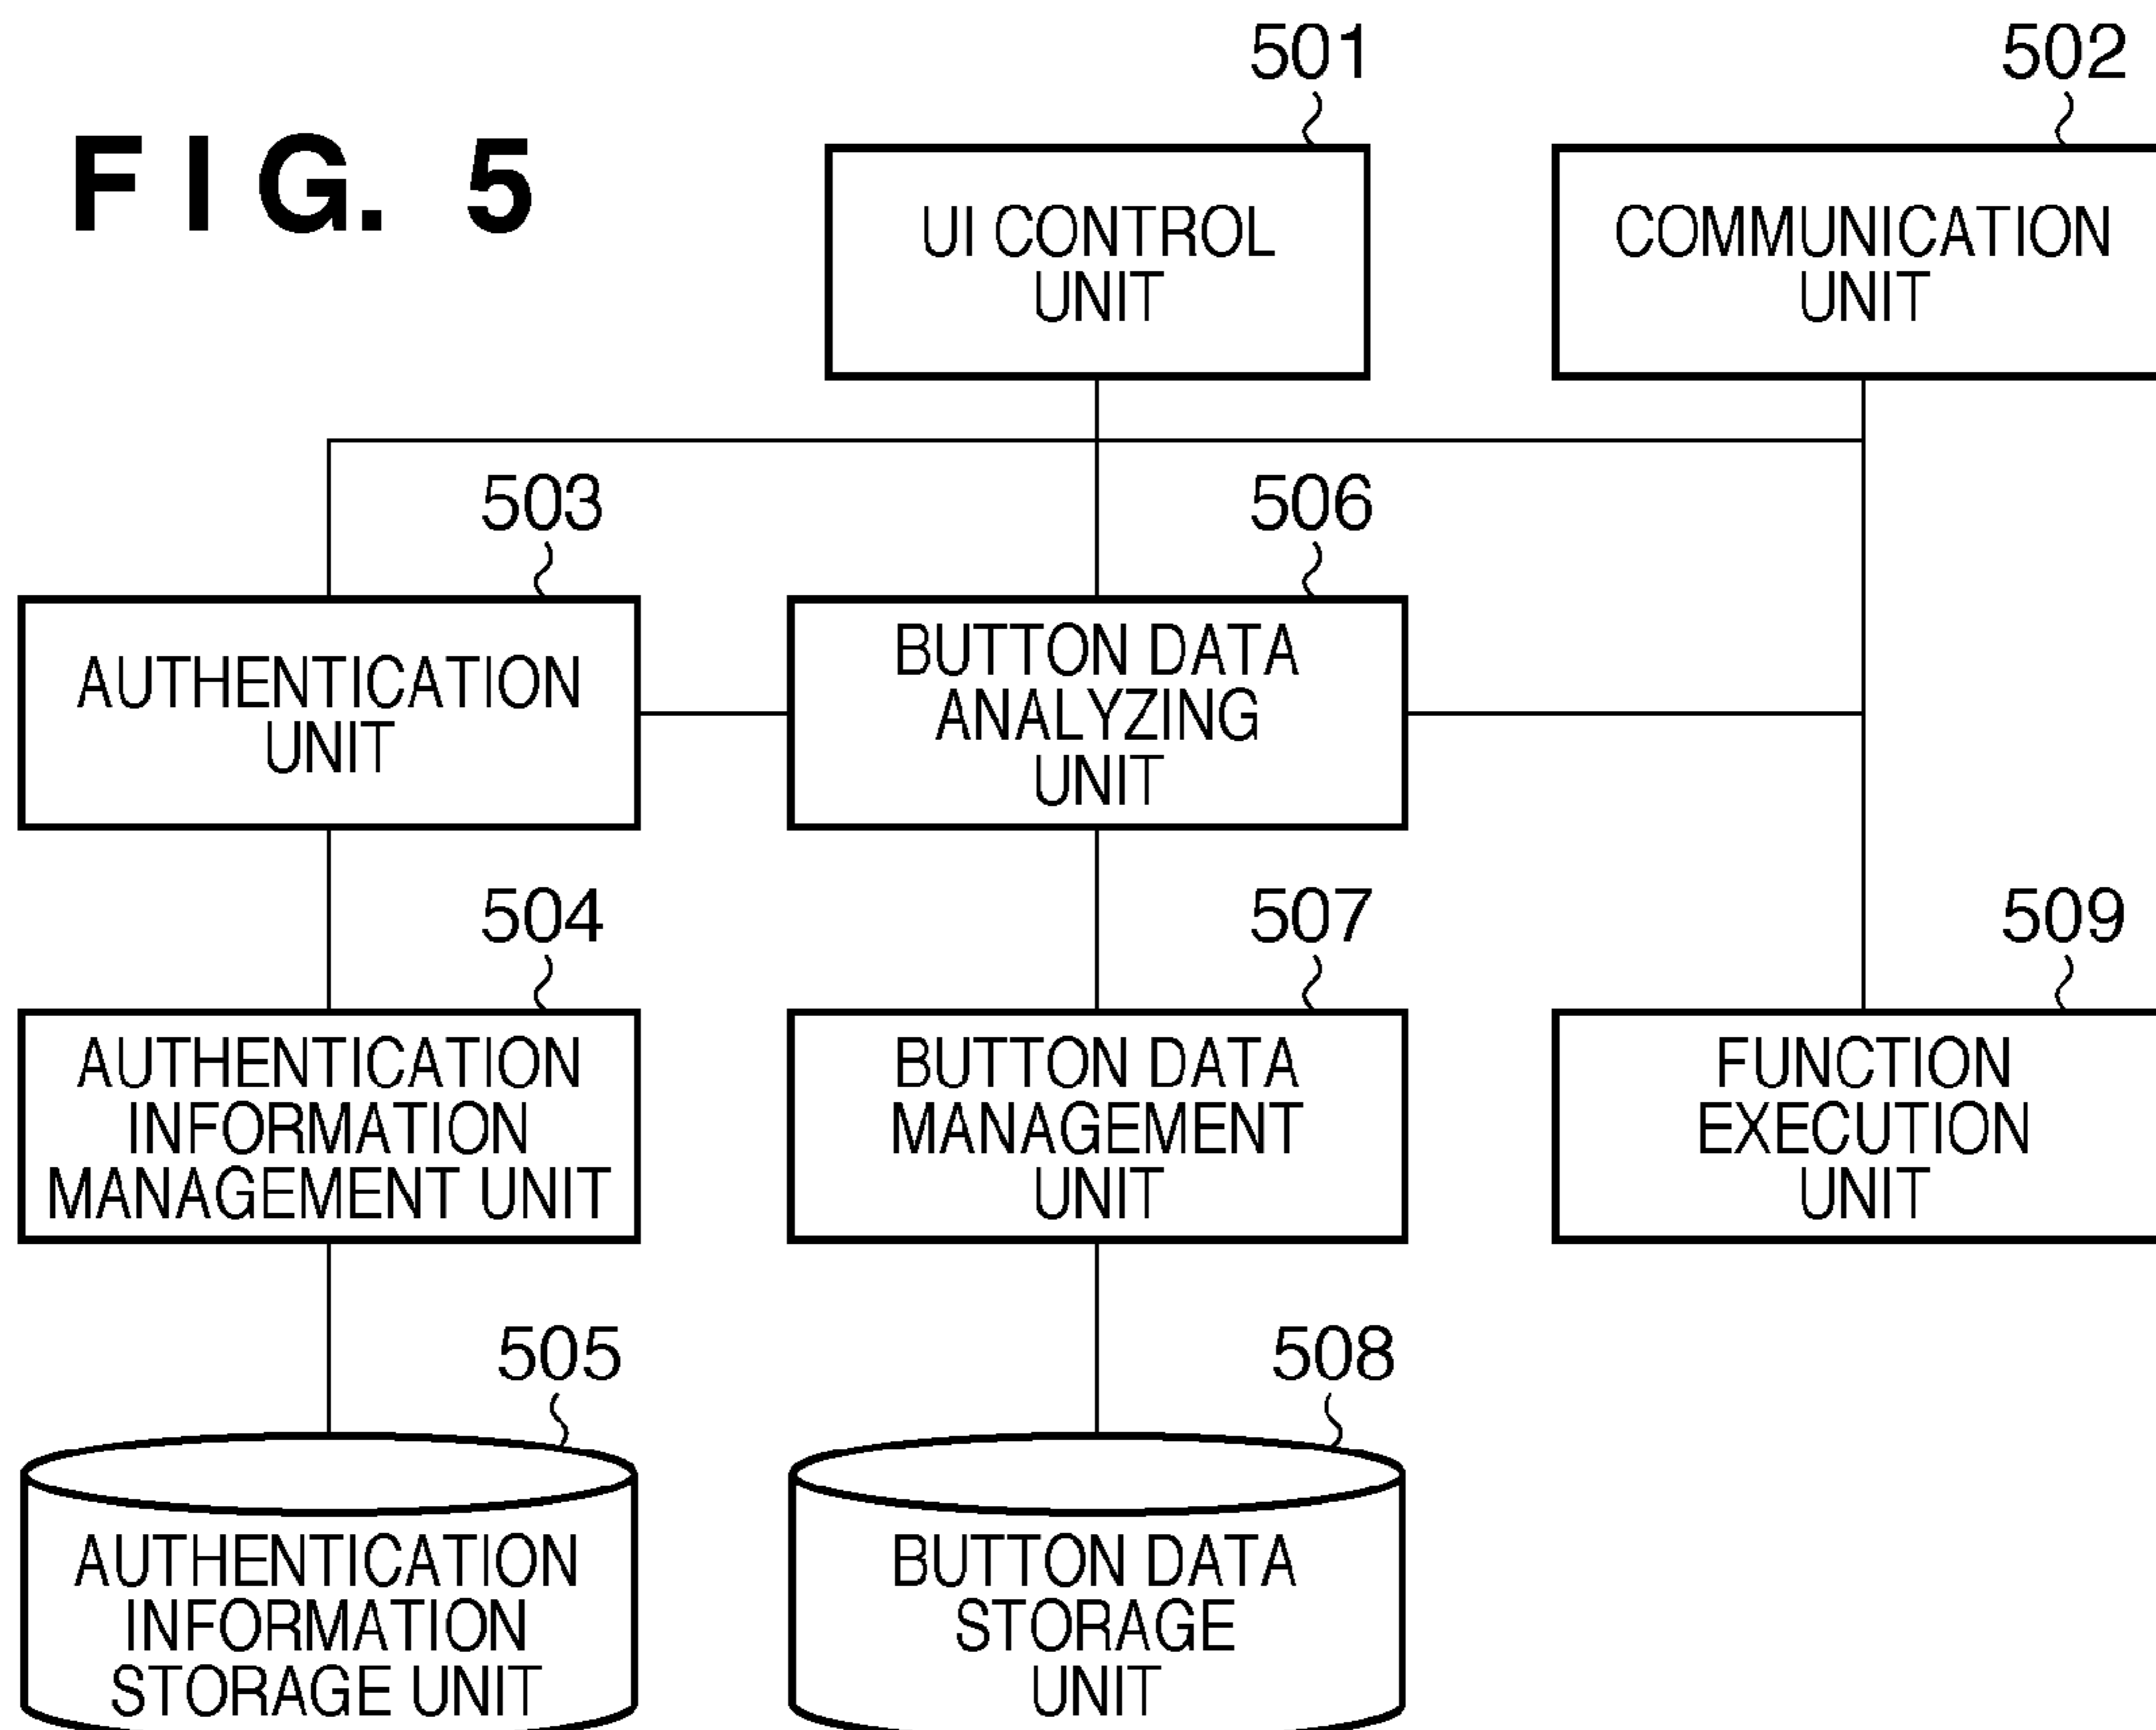 FIG. 5
501
UI CONTROL
UNIT
502
COMMUNICATION
UNIT
503
AUTHENTICATION
UNIT
506
BUTTON DATA
ANALYZING
UNIT
504
AUTHENTICATION
INFORMATION
MANAGEMENT UNIT
507
BUTTON DATA
MANAGEMENT
UNIT
509
FUNCTION
EXECUTION
UNIT
505
AUTHENTICATION
INFORMATION
STORAGE UNIT
508
BUTTON DATA
STORAGE
UNIT